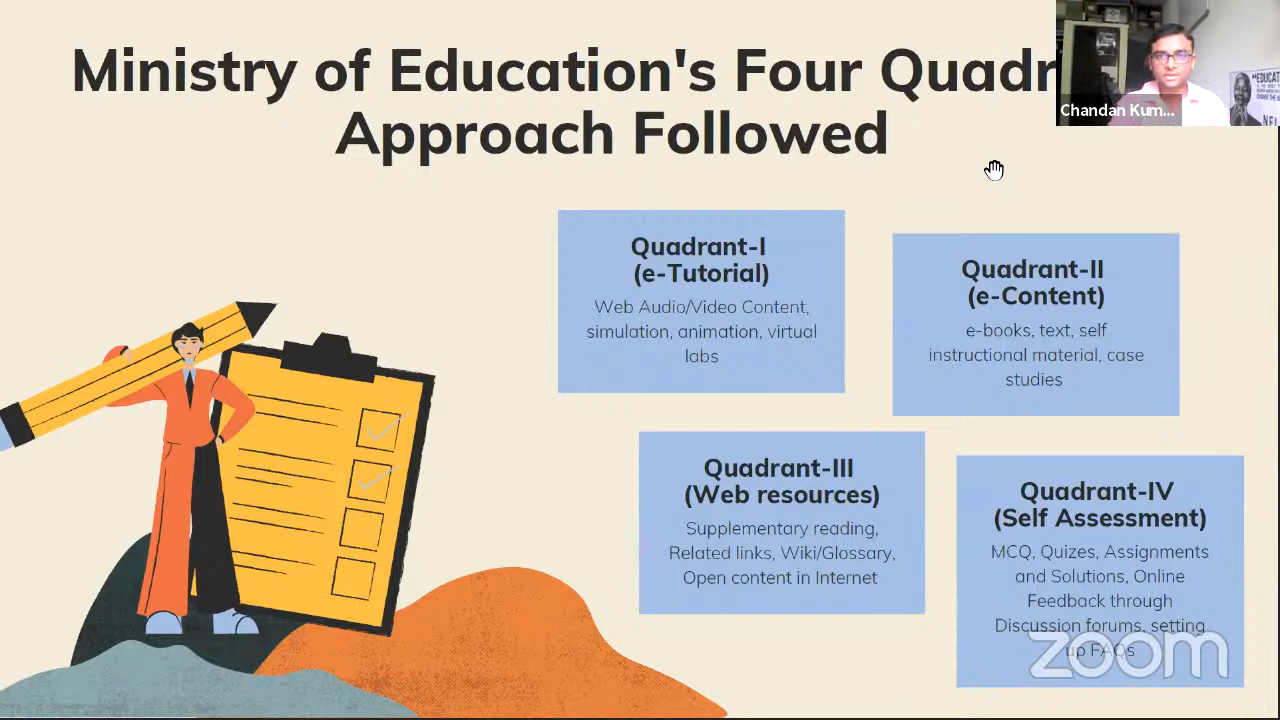 Ministry of Education's Four Quadr
Approach Followed
Chandan Kum...
Quadrant-I
(e-Tutorial)
Web Audio/Video Content,
simulation, animation, virtual
labs
Quadrant-II
(e-Content)
e-books, text, self
instructional material, case
studies
Quadrant-III
(Web resources)
Supplementary reading,
Related links, Wiki/Glossary,
Open content in Internet
Quadrant-IV
(Self Assessment)
MCQ, Quizes, Assignments
and Solutions, Online
Feedback through
Discussion forums, setting
up FAQs
zoom
"EDUCAT